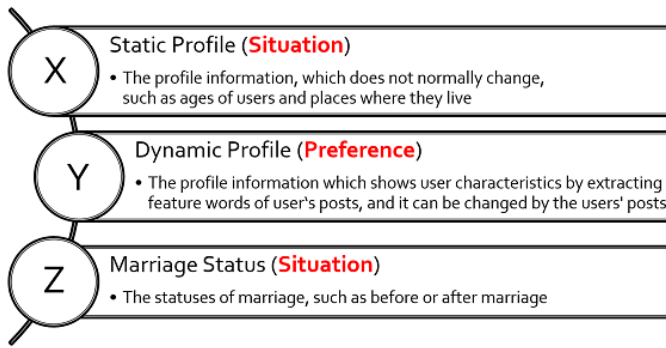 X
Static Profile (Situation)
• The profile information, which does not normally change,
such as ages of users and places where they live
Y
Dynamic Profile (Preference)
• The profile information which shows user characteristics by extracting
feature words of user's posts, and it can be changed by the users' posts
Z
Marriage Status (Situation)
• The statuses of marriage, such as before or after marriage